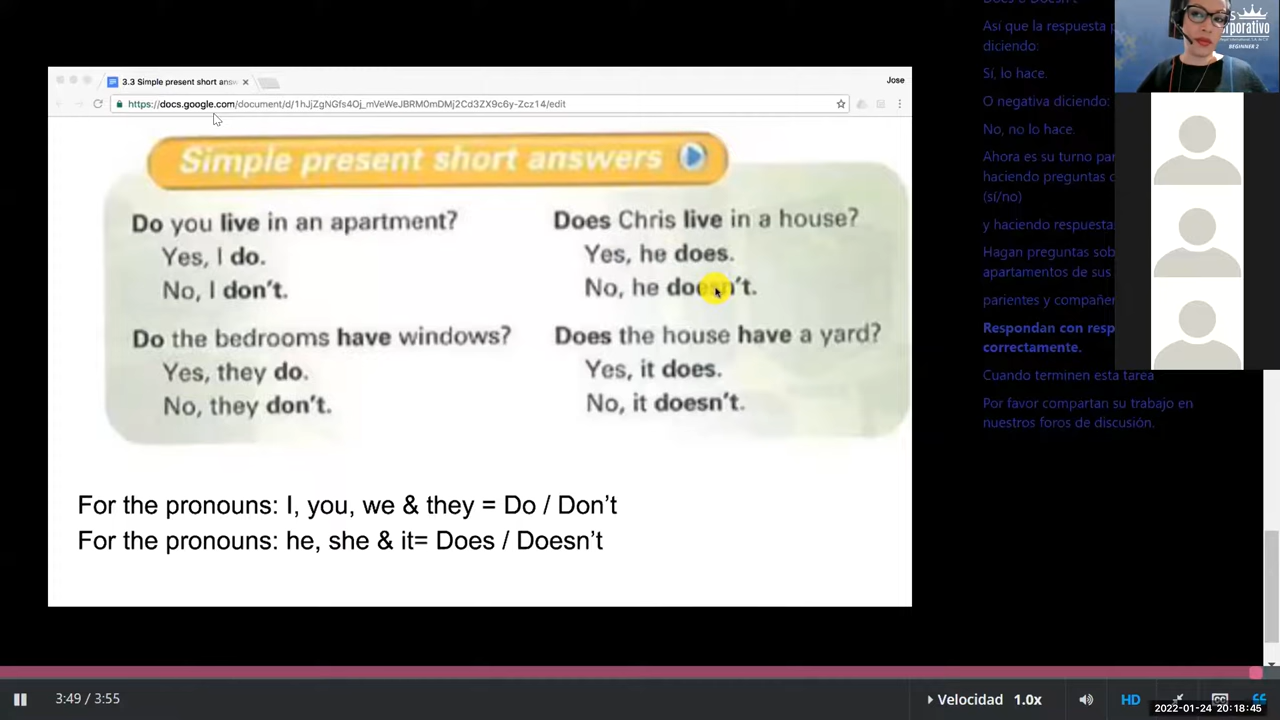 3.3 Simple present short answ
Jose
https://docs.google.com/document/d/1hJjZgNGfs4Oj_mVeWeJBRM0mDMj2Cd3ZX9c6y-Zcz14/edit
Simple present short answers
Do you live in an apartment?
Yes, I do.
No, I don't.
Do the bedrooms have windows?
Yes, they do.
No, they don't.
Does Chris live in a house?
Yes, he does.
No, he doesn't.
Does the house have a yard?
Yes, it does.
No, it doesn't.
For the pronouns: I, you, we & they = Do / Don't
For the pronouns: he, she & it= Does / Doesn't
Así que la respuesta
diciendo:
Sí, lo hace.
O negativa diciendo:
No, no lo hace.
Ahora es su turno
haciendo preguntas
(sí/no)
y haciendo
Hagan preguntas
apartamentos de sus
parientes y
Respondan con
correctamente.
Cuando terminen esta tarea
Por favor compartan su trabajo en
nuestros foros de discusión.
BEGINNER 2
3:49 / 3:55
Velocidad 1.0x
HD
2022-01-24 20:18:45